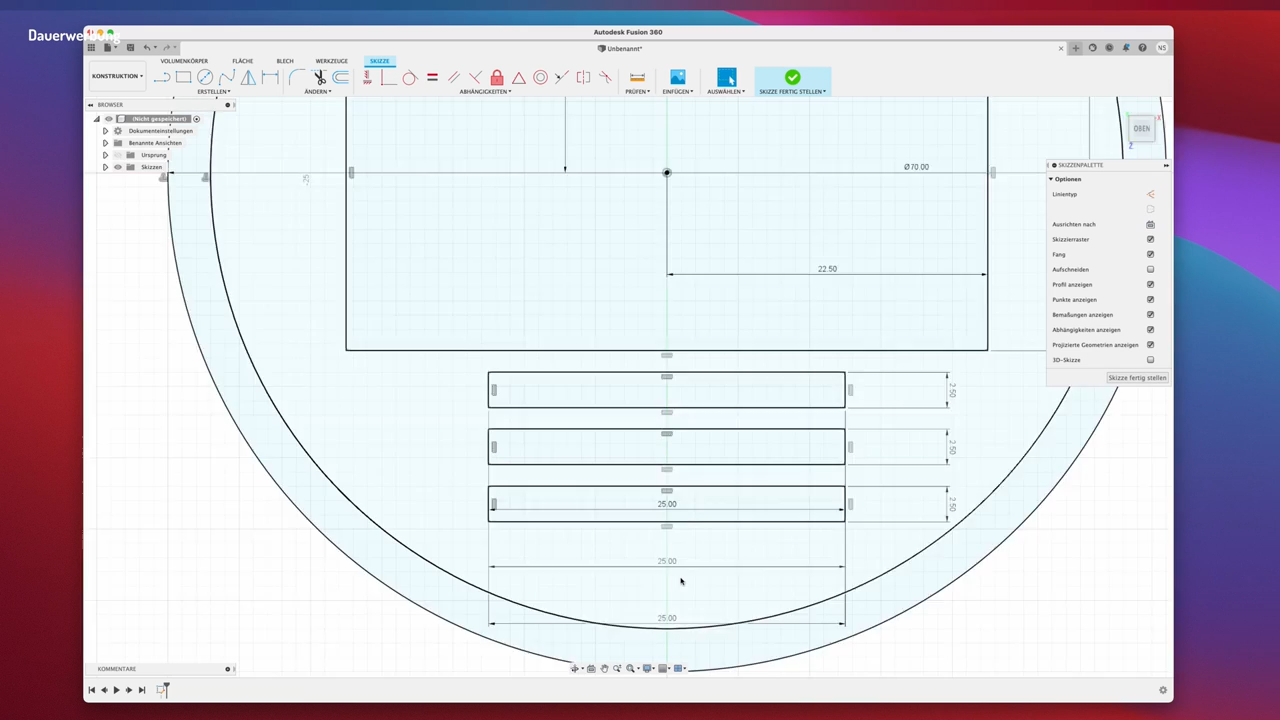 Dauerwerbung
Autodesk Fusion 360
Unbenannt*
N5
VOLUMENKÖRPER
FLÄCHE
BLECH
WERKZEUGE
SKIZZE
KONSTRUKTION
ERSTELLEN
ÄNDERN
ABHÄNGIGKEITEN
PRÜFEN
EINFÜGEN
AUSWÄHLEN
SKIZZE FERTIG STELLEN
BROWSER
(Nicht gespeichert)
Dokumenteinstellungen
Benannte Ansichten
Ursprung
Skizzen
OBEN
X
Z
SKIZZENPALETTE
Optionen
Linientyp
Ausrichten nach
Skizzierraster
Fang
Aufschneiden
Profil anzeigen
Punkte anzeigen
Bemaßungen anzeigen
Abhängigkeiten anzeigen
Projizierte Geometrien anzeigen
3D-Skizze
Skizze fertig stellen
Ø70.00
-25
22.50
2.50
2.50
2.50
25.00
25.00
25.00
KOMMENTARE